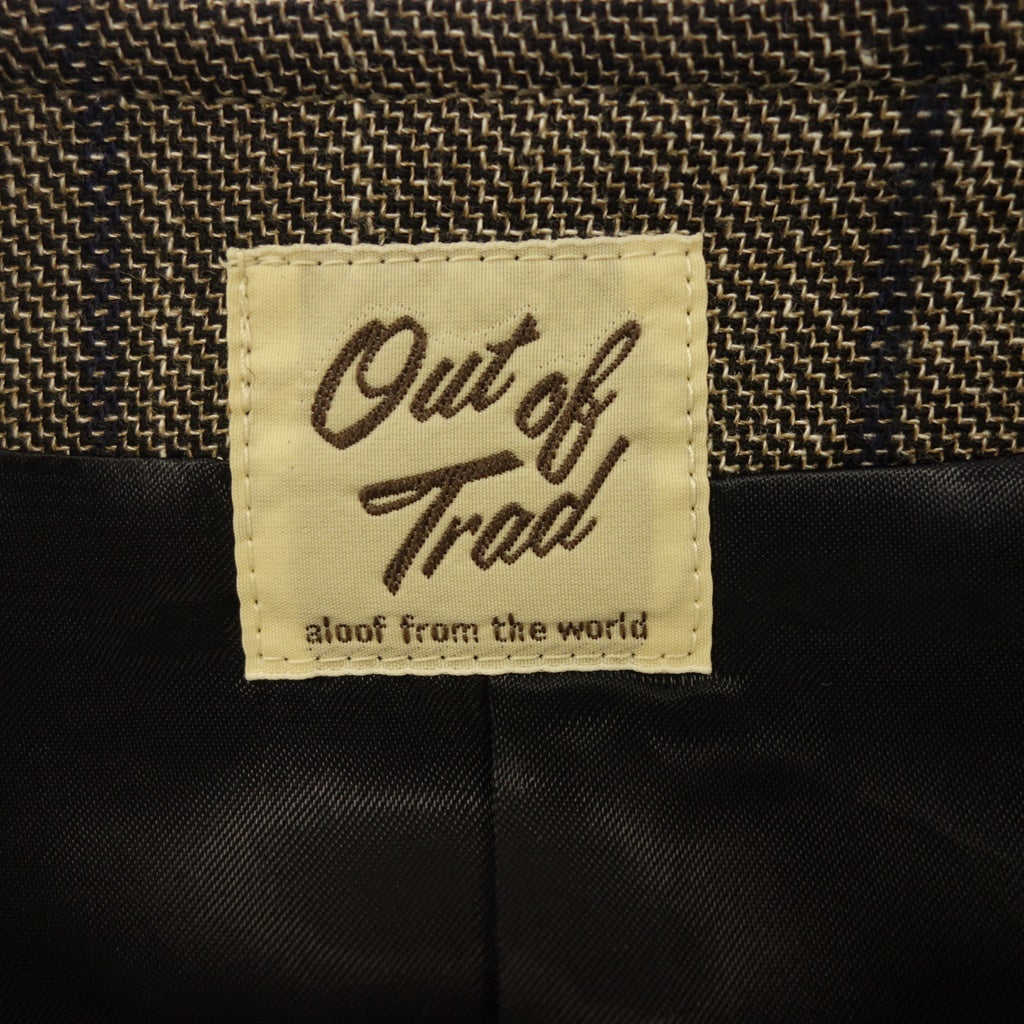 Out of
Trad
aloof from the world